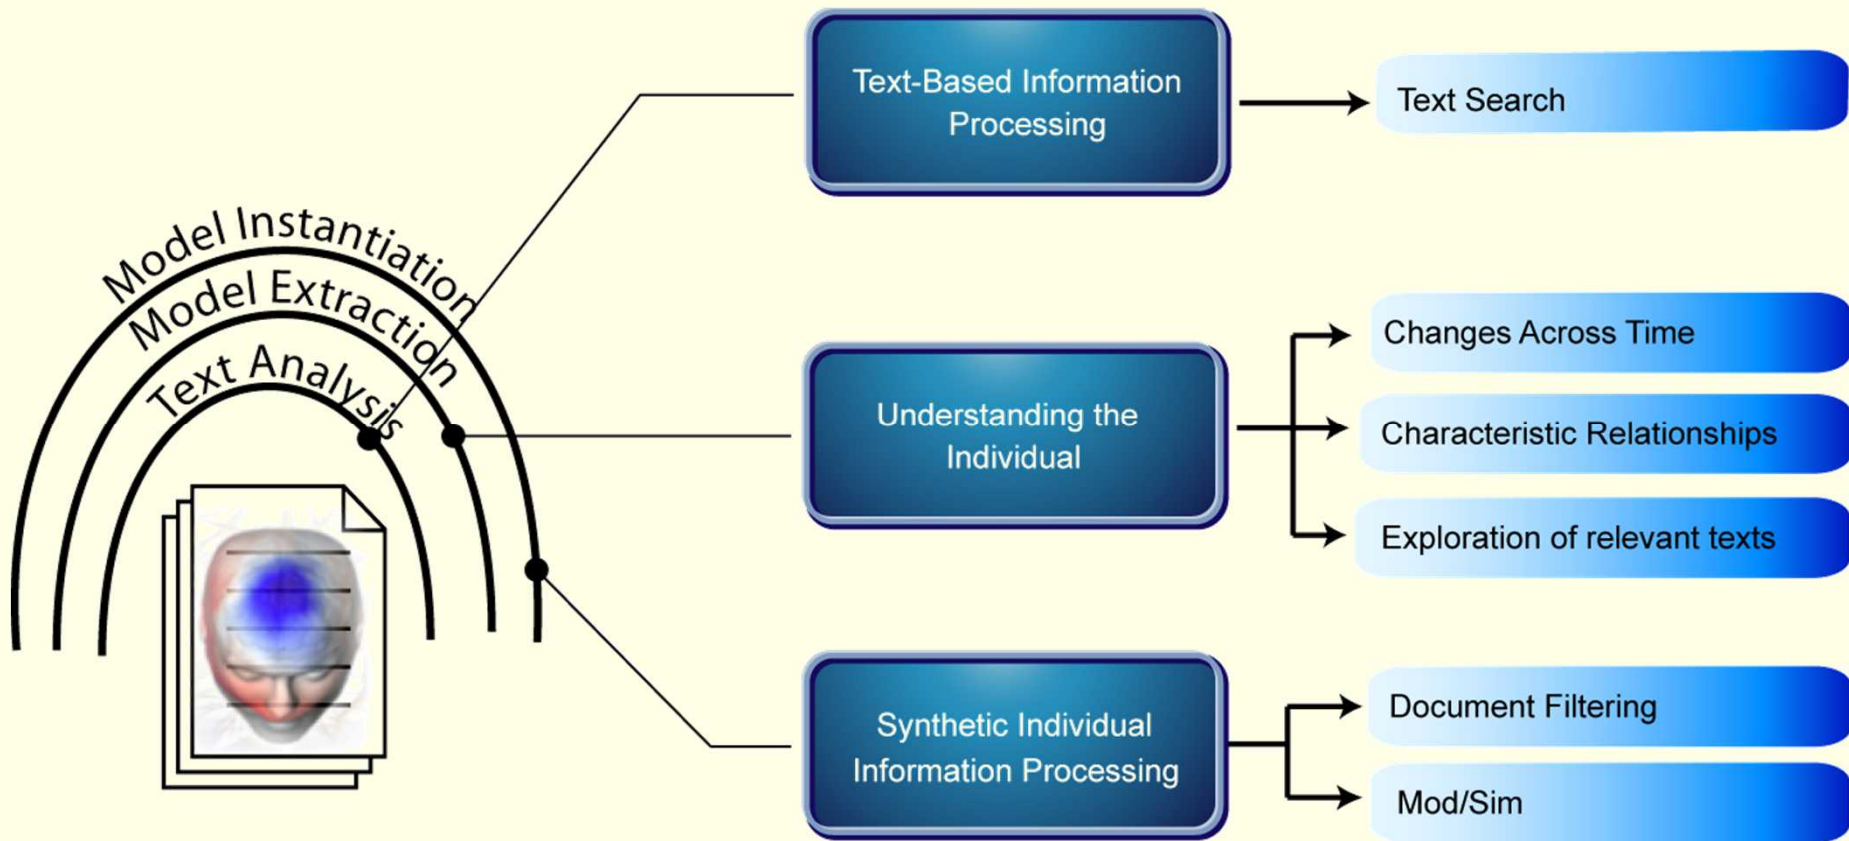 Model Instantiation
Model Extraction
Text Analysis
Text-Based Information
Processing
Text Search
Understanding the
Individual
Changes Across Time
Characteristic Relationships
Exploration of relevant texts
Synthetic Individual
Information Processing
Document Filtering
Mod/Sim